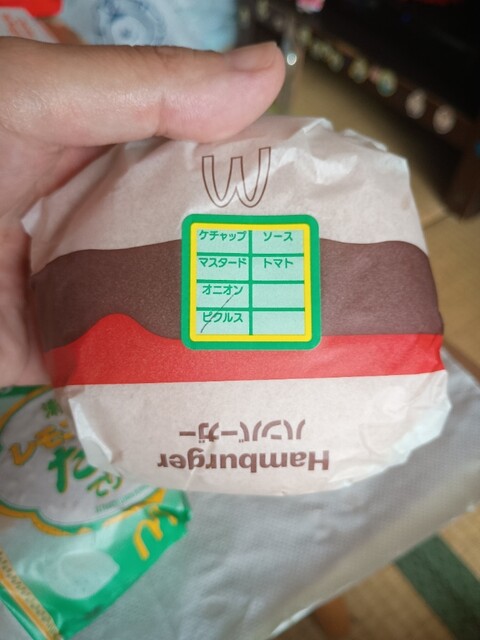 ケチャップ ソース
マスタード トマト
オニオン
ピクルス
Hamburger
ハンバーガー